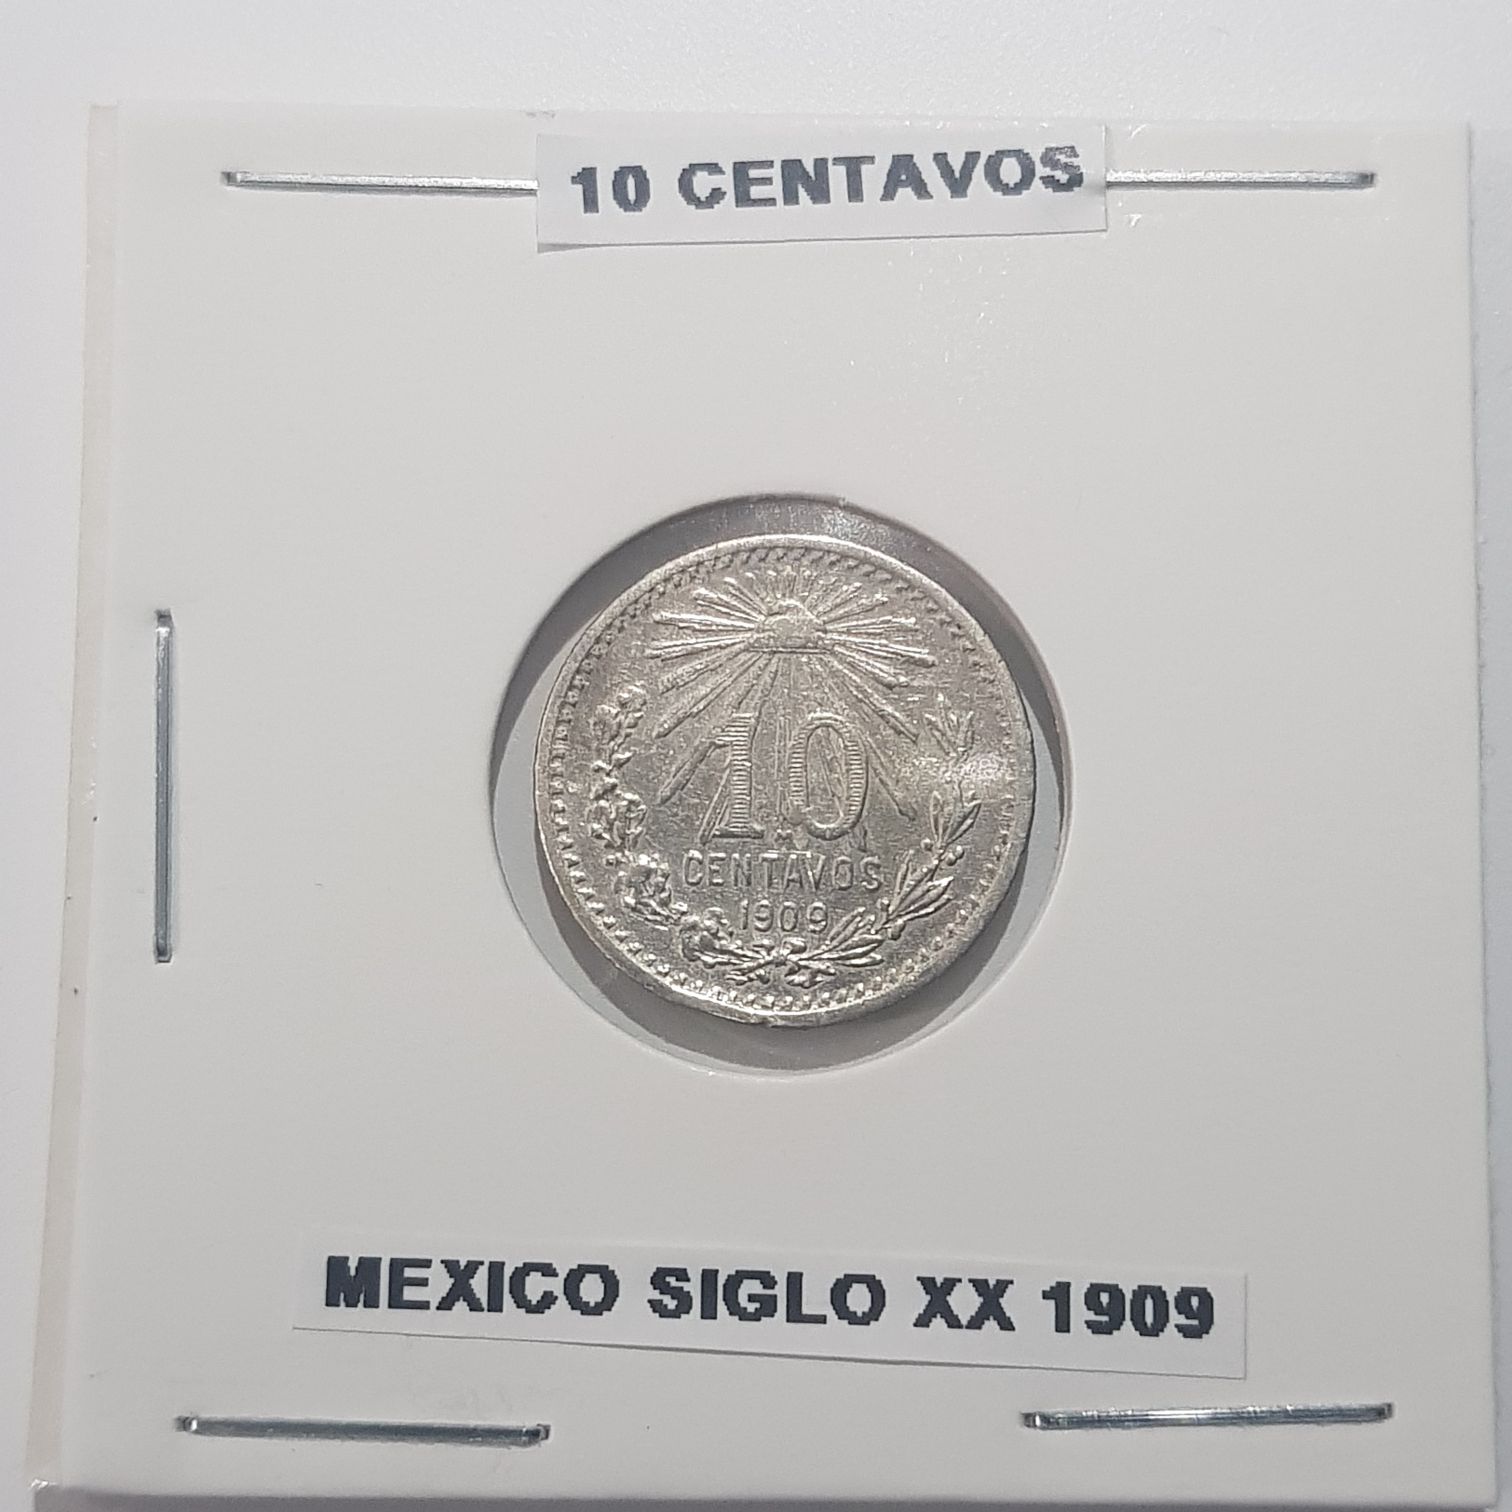 10 CENTAVOS
10
M
CENTAVOS
1909
MEXICO SIGLO XX 1909